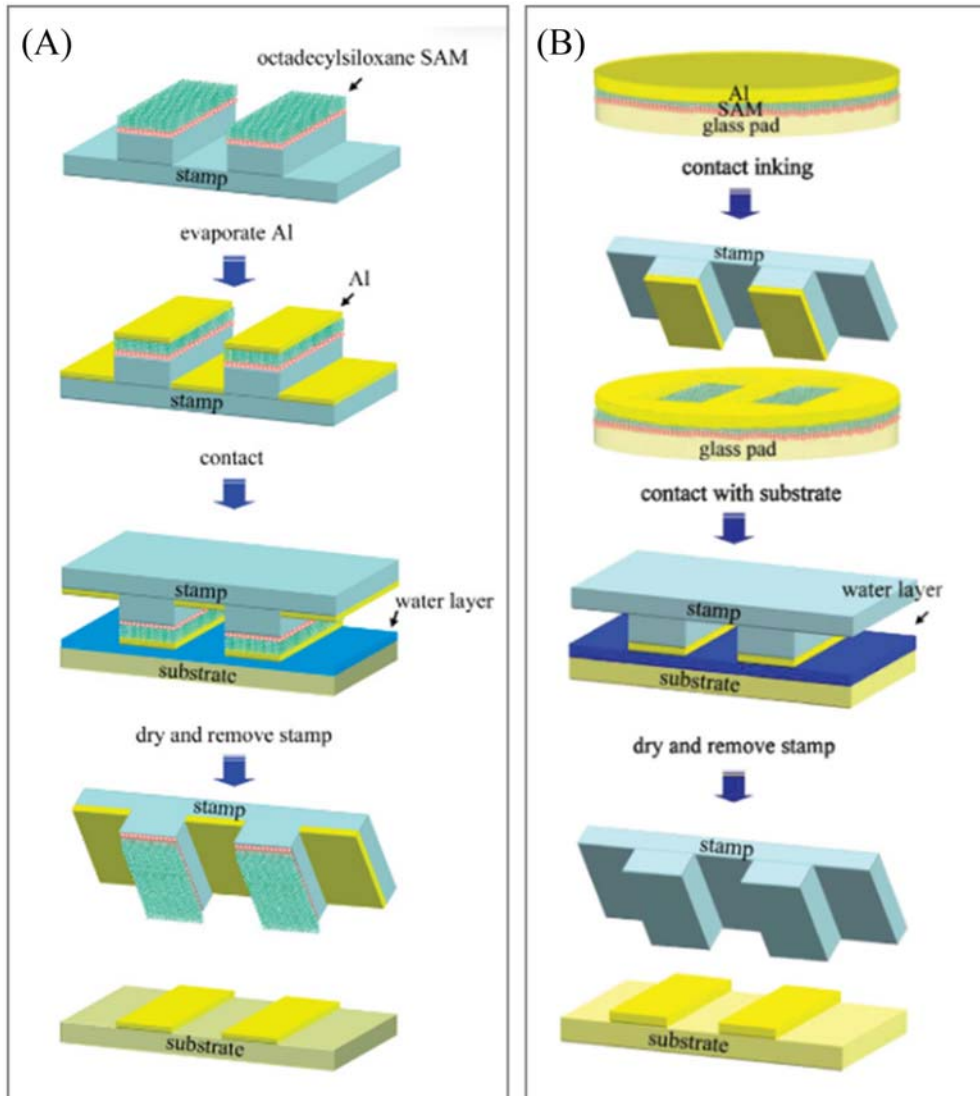 (A)
octadecylsiloxane SAM
stamp
evaporate Al
Al
stamp
contact
stamp
water layer
substrate
dry and remove stamp
stamp
substrate
(B)
Al
SAM
glass pad
contact inking
stamp
glass pad
contact with substrate
water layer
stamp
substrate
dry and remove stamp
stamp
substrate